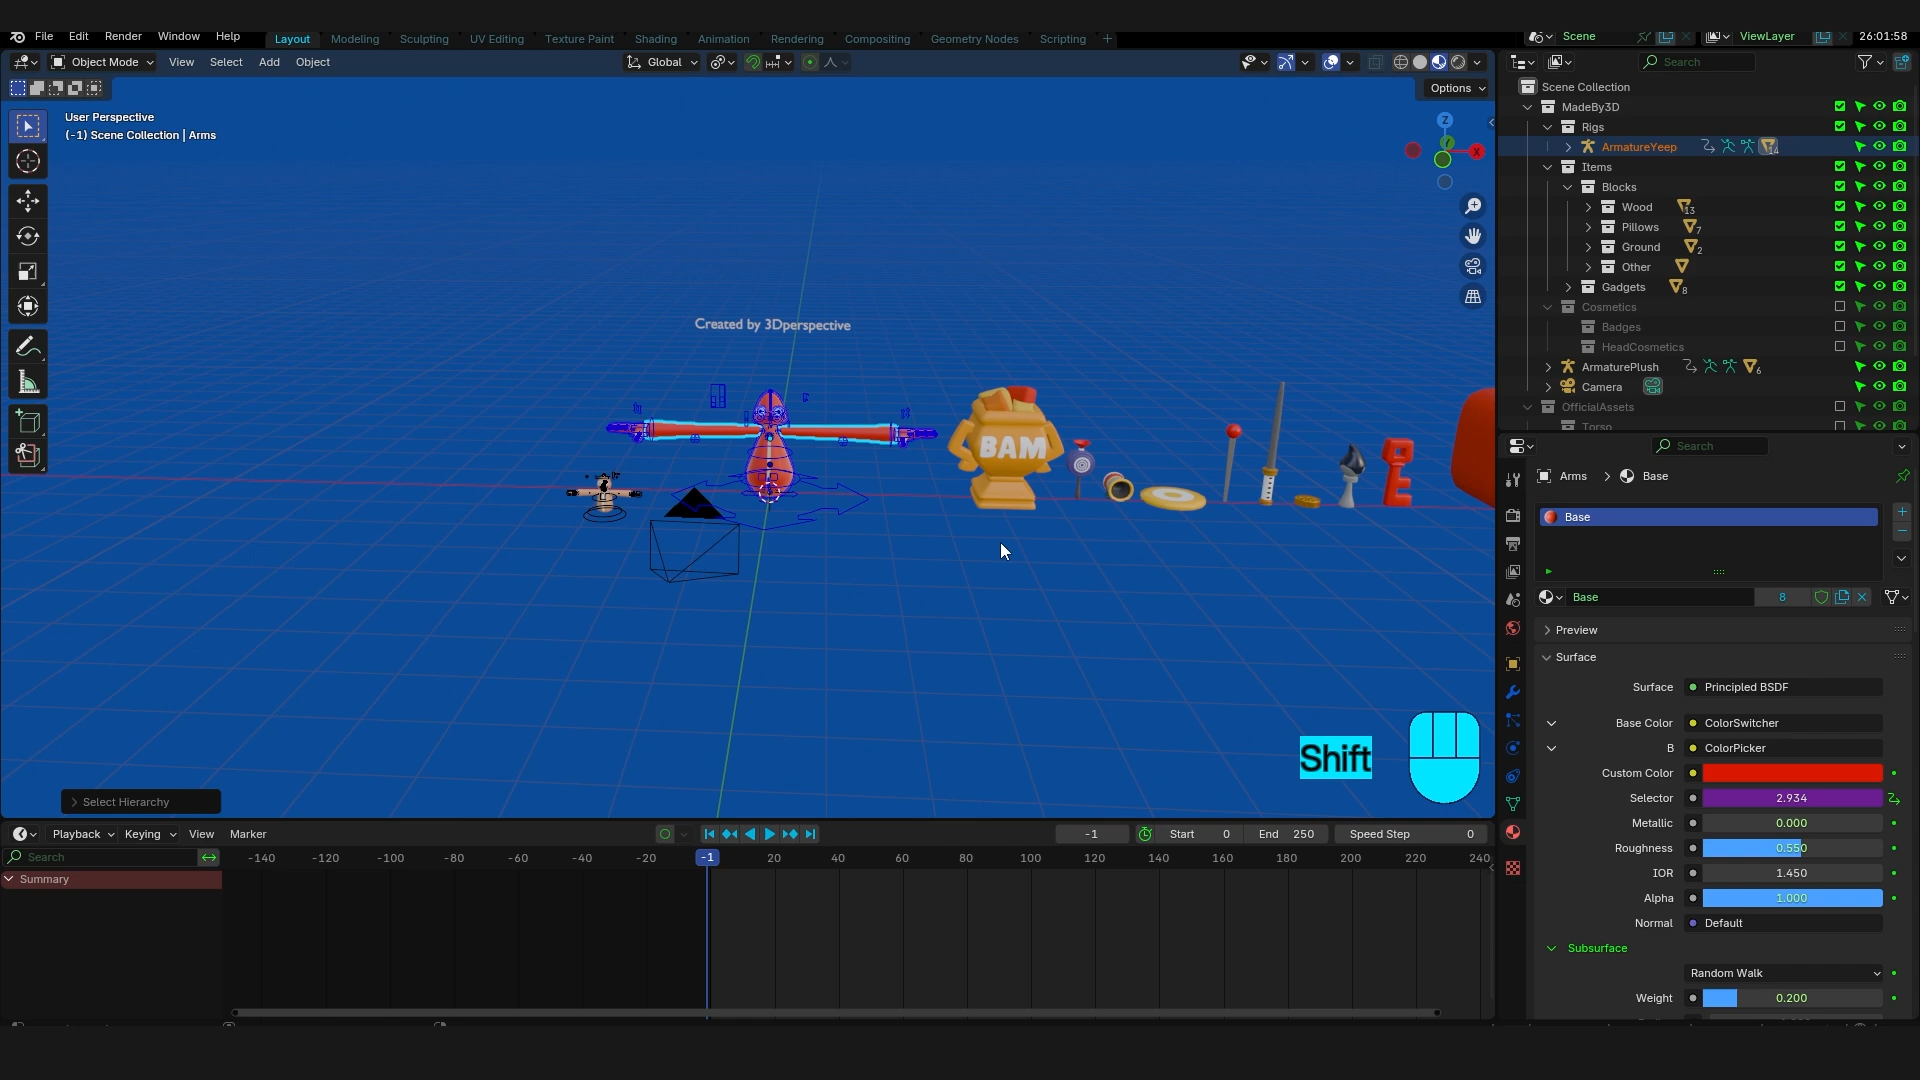 File Edit Render Window Help Layout Modeling Sculpting UV Editing Texture Paint Shading Animation Rendering Compositing Geometry Nodes Scripting + Scene ViewLayer 26:01:58
Object Mode View Select Add Object Global Search
Options
User Perspective
(-1) Scene Collection | Arms
Z
X
Scene Collection
MadeBy3D
Rigs
ArmatureYeep 14
Items
Blocks
Wood 13
Pillows 7
Ground 2
Other
Gadgets 8
Cosmetics
Badges
HeadCosmetics
ArmaturePlush 6
Camera
OfficialAssets
Torso
Created by 3Dperspective
BAM
Shift
Select Hierarchy
Search
Arms > Base
Base
Base 8
Preview
Surface
Surface Principled BSDF
Base Color ColorSwitcher
B ColorPicker
Custom Color
Selector 2.934
Metallic 0.000
Roughness 0.550
IOR 1.450
Alpha 1.000
Normal Default
Subsurface
Random Walk
Weight 0.200
Playback Keying View Marker -1 Start 0 End 250 Speed Step 0
Search -140 -120 -100 -80 -60 -40 -20 -1 20 40 60 80 100 120 140 160 180 200 220 240
Summary